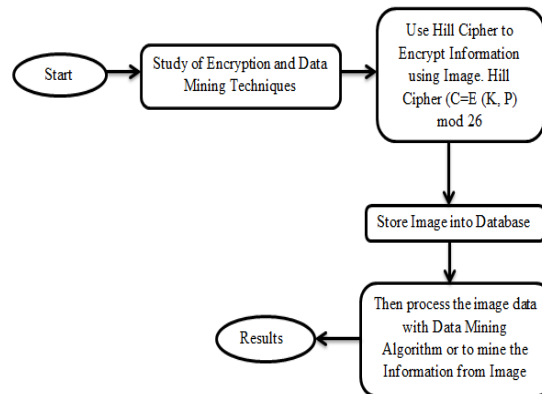 Start
Study of Encryption and Data
Mining Techniques
Use Hill Cipher to
Encrypt Information
using Image. Hill
Cipher (C=E (K, P)
mod 26
Store Image into Database
Then process the image data
with Data Mining
Algorithm or to mine the
Information from Image
Results